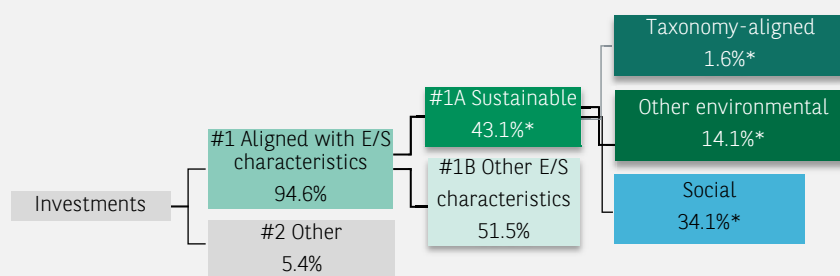 Investments
#1 Aligned with E/S
characteristics
94.6%
#2 Other
5.4%
#1A Sustainable
43.1%*
#1B Other E/S
characteristics
51.5%
Taxonomy-aligned
1.6%*
Other environmental
14.1%*
Social
34.1%*